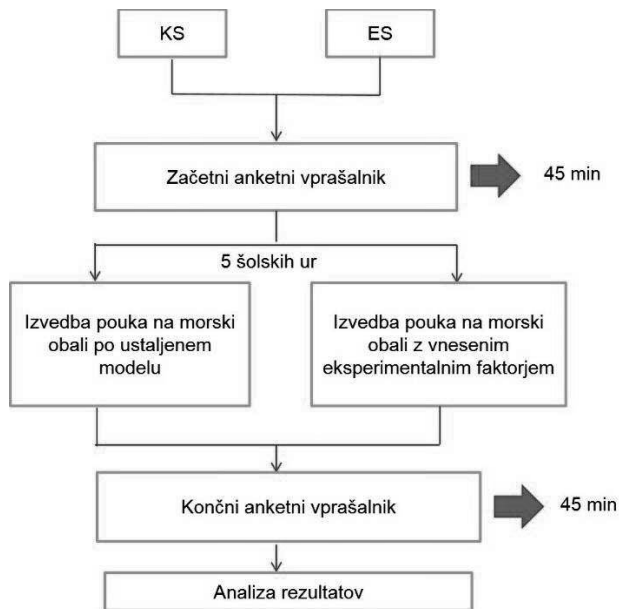 KS
ES
Začetni anketni vprašalnik
45 min
5 šolskih ur
Izvedba pouka na morski
obali po ustaljenem
modelu
Izvedba pouka na morski
obali z vnesenim
eksperimentalnim faktorjem
Končni anketni vprašalnik
45 min
Analiza rezultatov